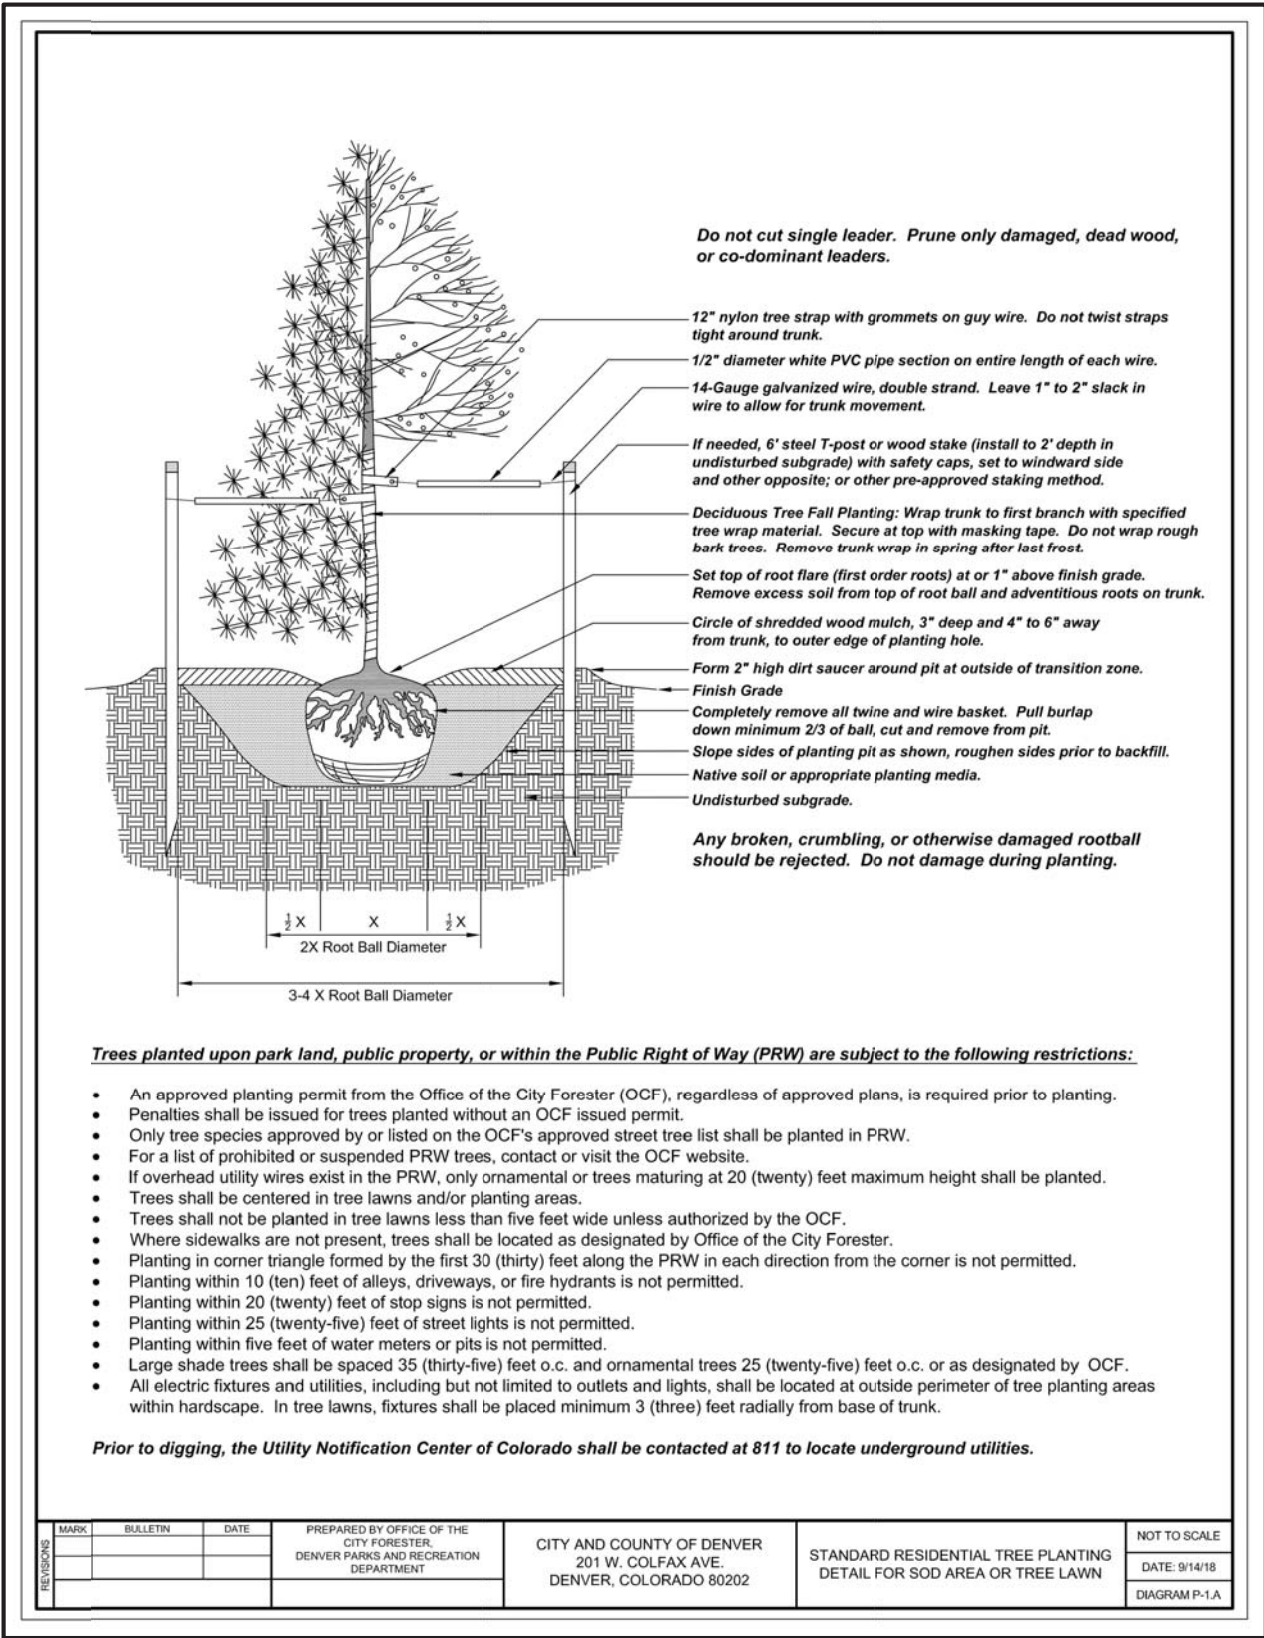 Do not cut single leader. Prune only damaged, dead wood,
or co-dominant leaders.
12" nylon tree strap with grommets on guy wire. Do not twist straps
tight around trunk.
1/2" diameter white PVC pipe section on entire length of each wire.
14-Gauge galvanized wire, double strand. Leave 1" to 2" slack in
wire to allow for trunk movement.
If needed, 6' steel T-post or wood stake (install to 2' depth in
undisturbed subgrade) with safety caps, set to windward side
and other opposite; or other pre-approved staking method.
Deciduous Tree Fall Planting: Wrap trunk to first branch with specified
tree wrap material. Secure at top with masking tape. Do not wrap rough
bark trees. Remove trunk wrap in spring after last frost.
Set top of root flare (first order roots) at or 1" above finish grade.
Remove excess soil from top of root ball and adventitious roots on trunk.
Circle of shredded wood mulch, 3" deep and 4" to 6" away
from trunk, to outer edge of planting hole.
Form 2" high dirt saucer around pit at outside of transition zone.
Finish Grade
Completely remove all twine and wire basket. Pull burlap
down minimum 2/3 of ball, cut and remove from pit.
Slope sides of planting pit as shown, roughen sides prior to backfill.
Native soil or appropriate planting media.
Undisturbed subgrade.
Any broken, crumbling, or otherwise damaged rootball
should be rejected. Do not damage during planting.
½ X X ½ X
2X Root Ball Diameter
3-4 X Root Ball Diameter
Trees planted upon park land, public property, or within the Public Right of Way (PRW) are subject to the following restrictions:
• An approved planting permit from the Office of the City Forester (OCF), regardless of approved plans, is required prior to planting.
• Penalties shall be issued for trees planted without an OCF issued permit.
• Only tree species approved by or listed on the OCF's approved street tree list shall be planted in PRW.
• For a list of prohibited or suspended PRW trees, contact or visit the OCF website.
• If overhead utility wires exist in the PRW, only ornamental or trees maturing at 20 (twenty) feet maximum height shall be planted.
• Trees shall be centered in tree lawns and/or planting areas.
• Trees shall not be planted in tree lawns less than five feet wide unless authorized by the OCF.
• Where sidewalks are not present, trees shall be located as designated by Office of the City Forester.
• Planting in corner triangle formed by the first 30 (thirty) feet along the PRW in each direction from the corner is not permitted.
• Planting within 10 (ten) feet of alleys, driveways, or fire hydrants is not permitted.
• Planting within 20 (twenty) feet of stop signs is not permitted.
• Planting within 25 (twenty-five) feet of street lights is not permitted.
• Planting within five feet of water meters or pits is not permitted.
• Large shade trees shall be spaced 35 (thirty-five) feet o.c. and ornamental trees 25 (twenty-five) feet o.c. or as designated by OCF.
• All electric fixtures and utilities, including but not limited to outlets and lights, shall be located at outside perimeter of tree planting areas
within hardscape. In tree lawns, fixtures shall be placed minimum 3 (three) feet radially from base of trunk.
Prior to digging, the Utility Notification Center of Colorado shall be contacted at 811 to locate underground utilities.
REVISIONS
MARK BULLETIN DATE
PREPARED BY OFFICE OF THE
CITY FORESTER,
DENVER PARKS AND RECREATION
DEPARTMENT
CITY AND COUNTY OF DENVER
201 W. COLFAX AVE.
DENVER, COLORADO 80202
STANDARD RESIDENTIAL TREE PLANTING
DETAIL FOR SOD AREA OR TREE LAWN
NOT TO SCALE
DATE: 9/14/18
DIAGRAM P-1.A